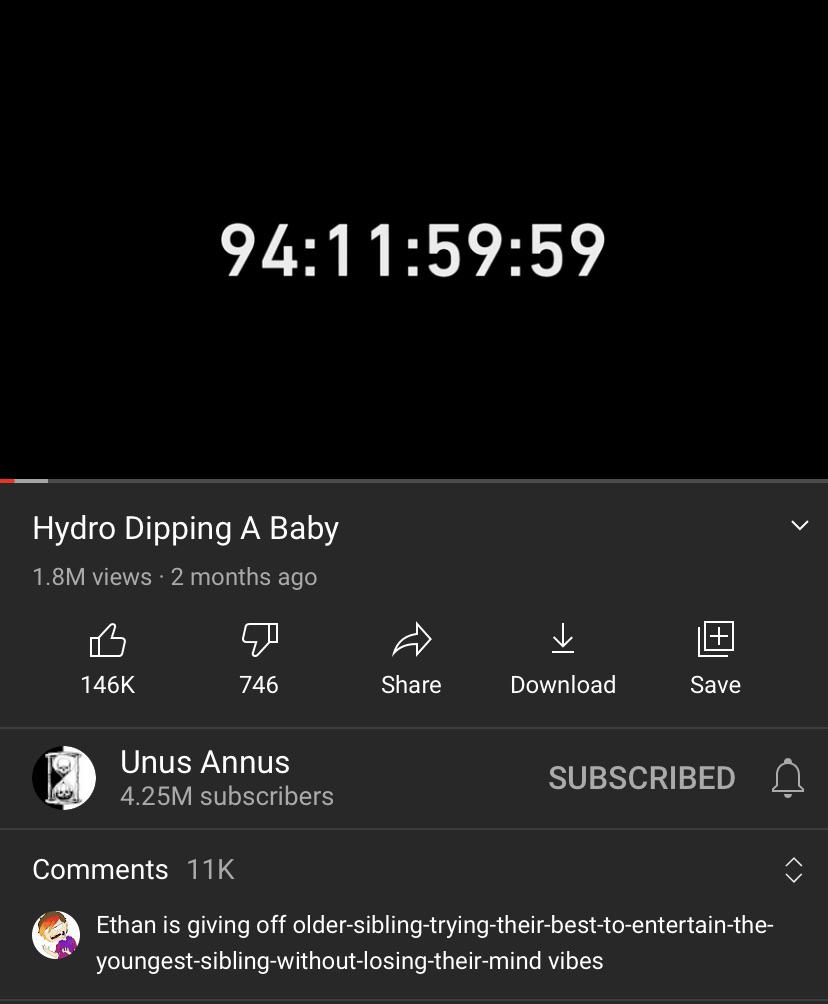 94:11:59:59
Hydro Dipping A Baby
1.8M views · 2 months ago
146K 746 Share Download Save
Unus Annus
4.25M subscribers
SUBSCRIBED
Comments 11K
Ethan is giving off older-sibling-trying-their-best-to-entertain-the-
youngest-sibling-without-losing-their-mind vibes